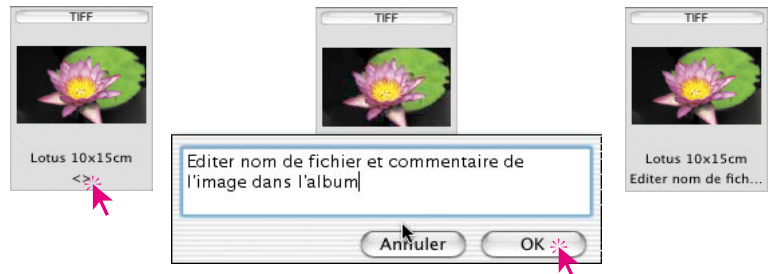 TIFF
Lotus 10x15cm
<>
TIFF
Editer nom de fichier et commentaire de
l'image dans l'album
Annuler
OK
TIFF
Lotus 10x15cm
Editer nom de fich...